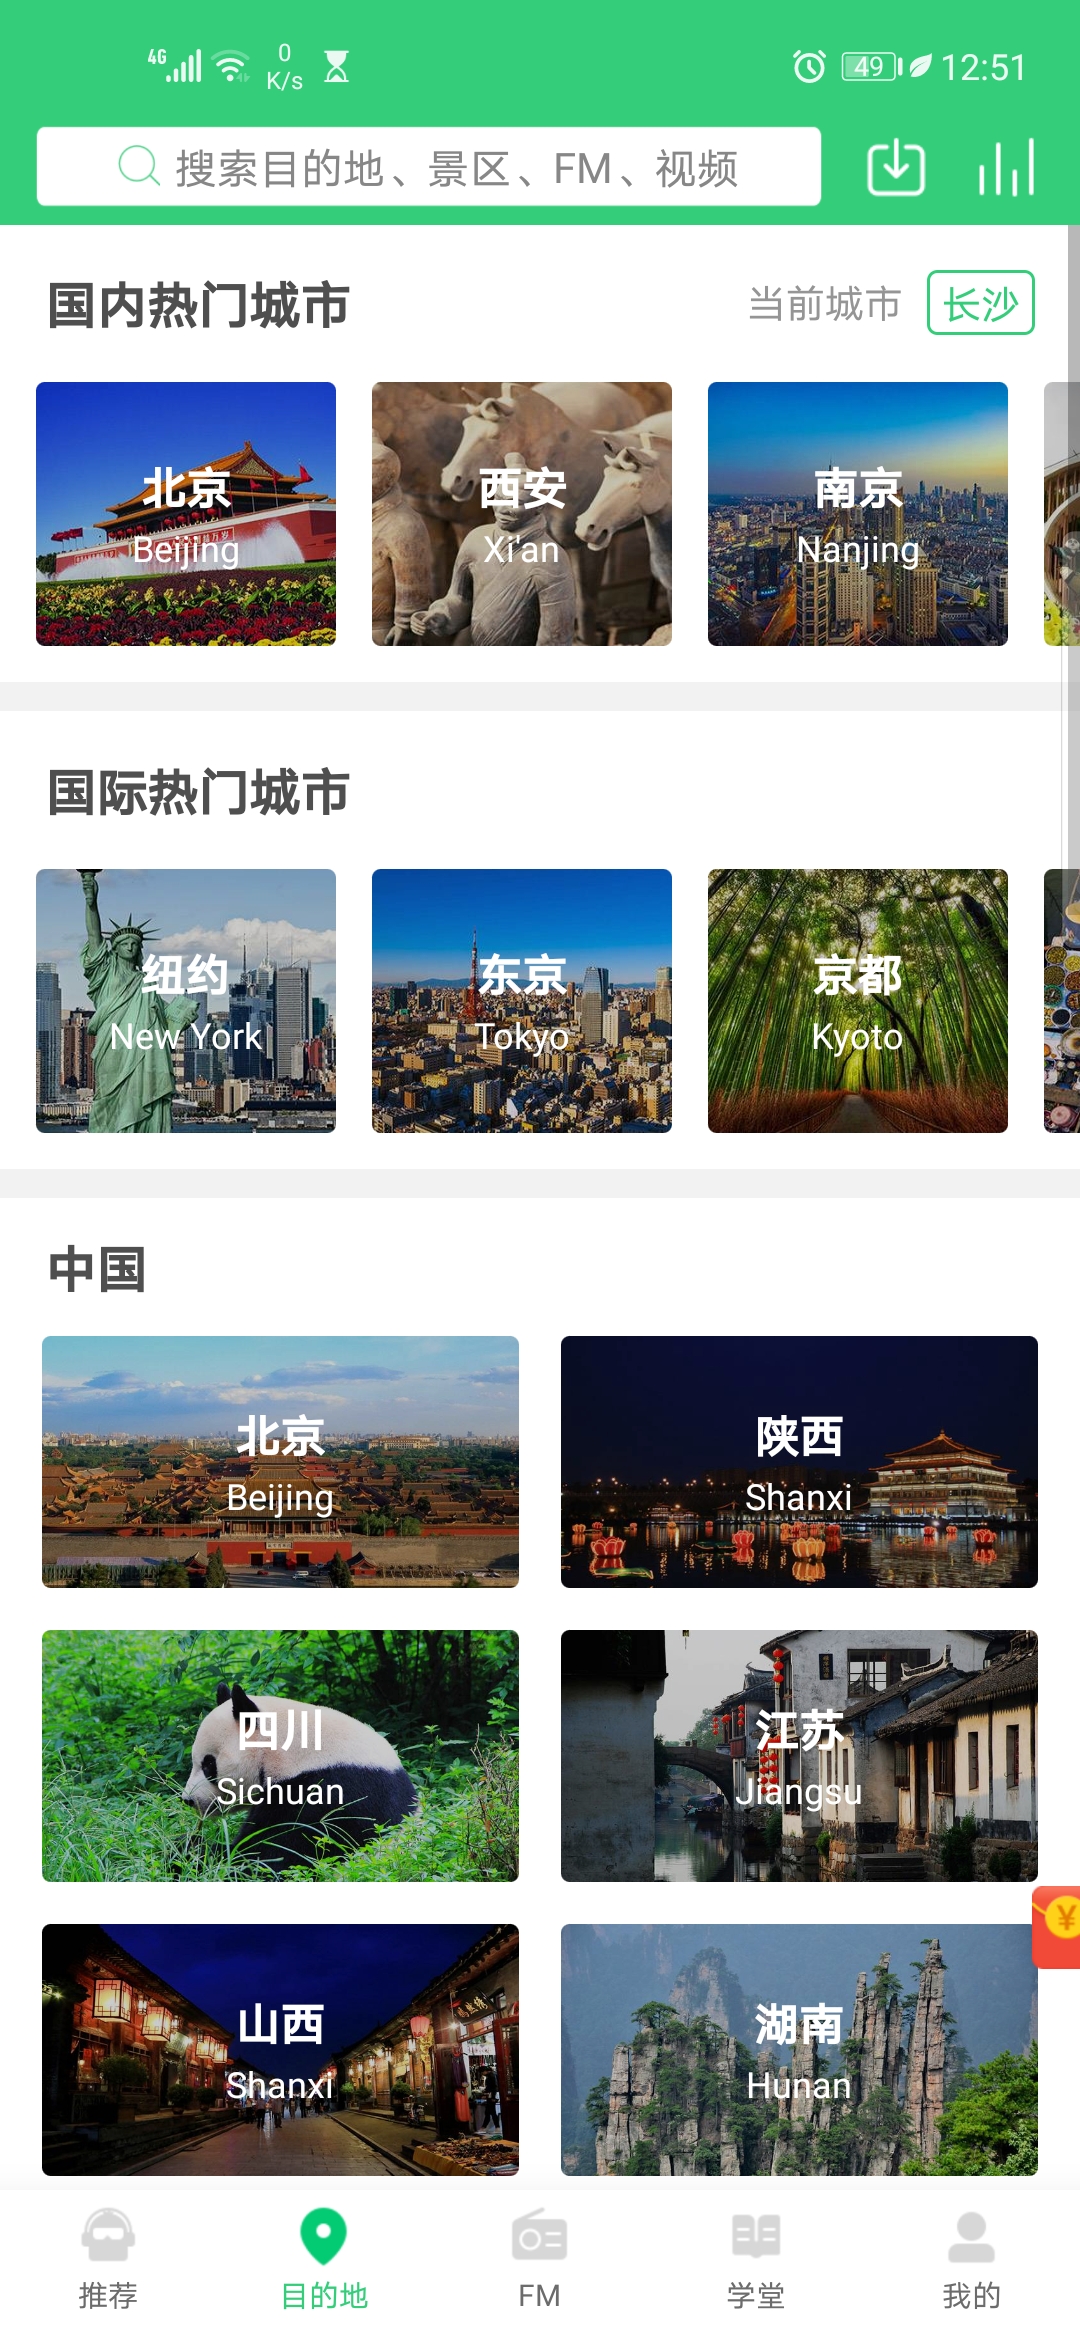 4G
0
K/s
49
12:51
搜索目的地、景区、FM、视频
国内热门城市
当前城市 长沙
北京
Beijing
西安
Xi'an
南京
Nanjing
国际热门城市
纽约
New York
东京
Tokyo
京都
Kyoto
中国
北京
Beijing
陕西
Shanxi
四川
Sichuan
江苏
Jiangsu
山西
Shanxi
湖南
Hunan
¥
推荐
目的地
FM
学堂
我的